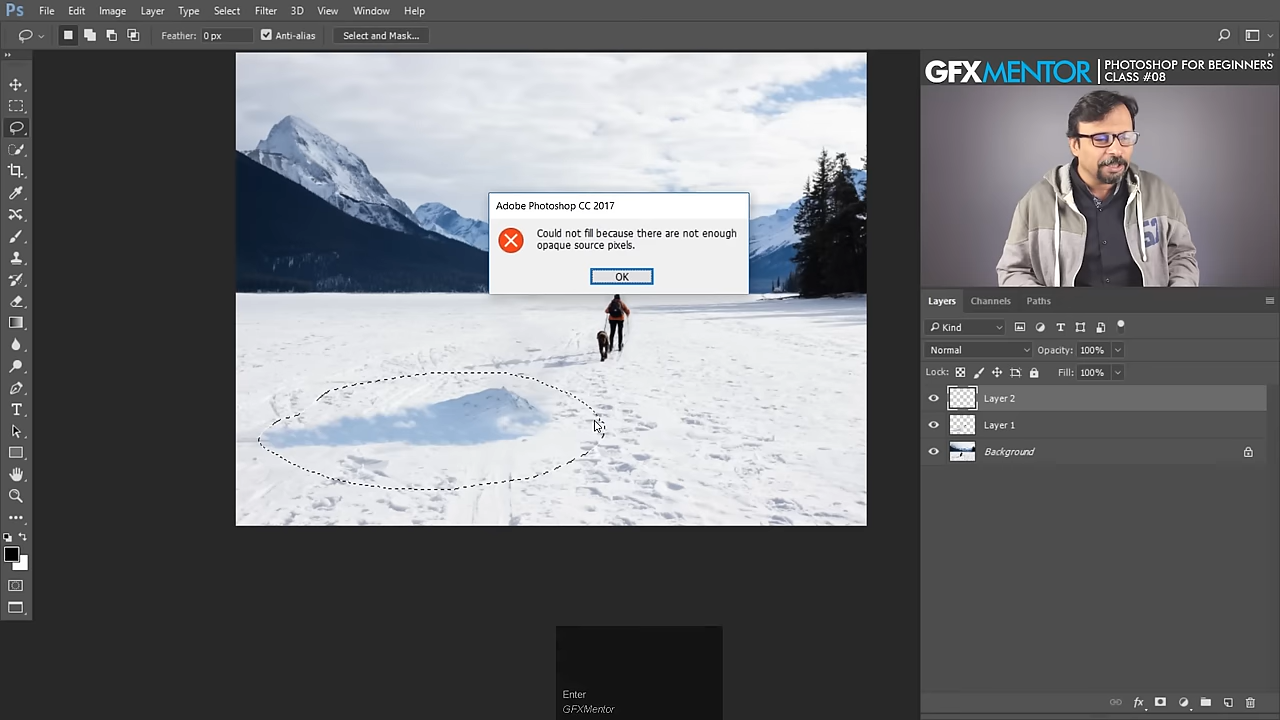 Ps File Edit Image Layer Type Select Filter 3D View Window Help
Feather: 0 px Anti-alias Select and Mask...
GFXMENTOR PHOTOSHOP FOR BEGINNERS
CLASS #08
Adobe Photoshop CC 2017
Could not fill because there are not enough
opaque source pixels.
OK
Layers Channels Paths
Kind
Normal Opacity: 100%
Lock: Fill: 100%
Layer 2
Layer 1
Background
Enter
GFXMentor